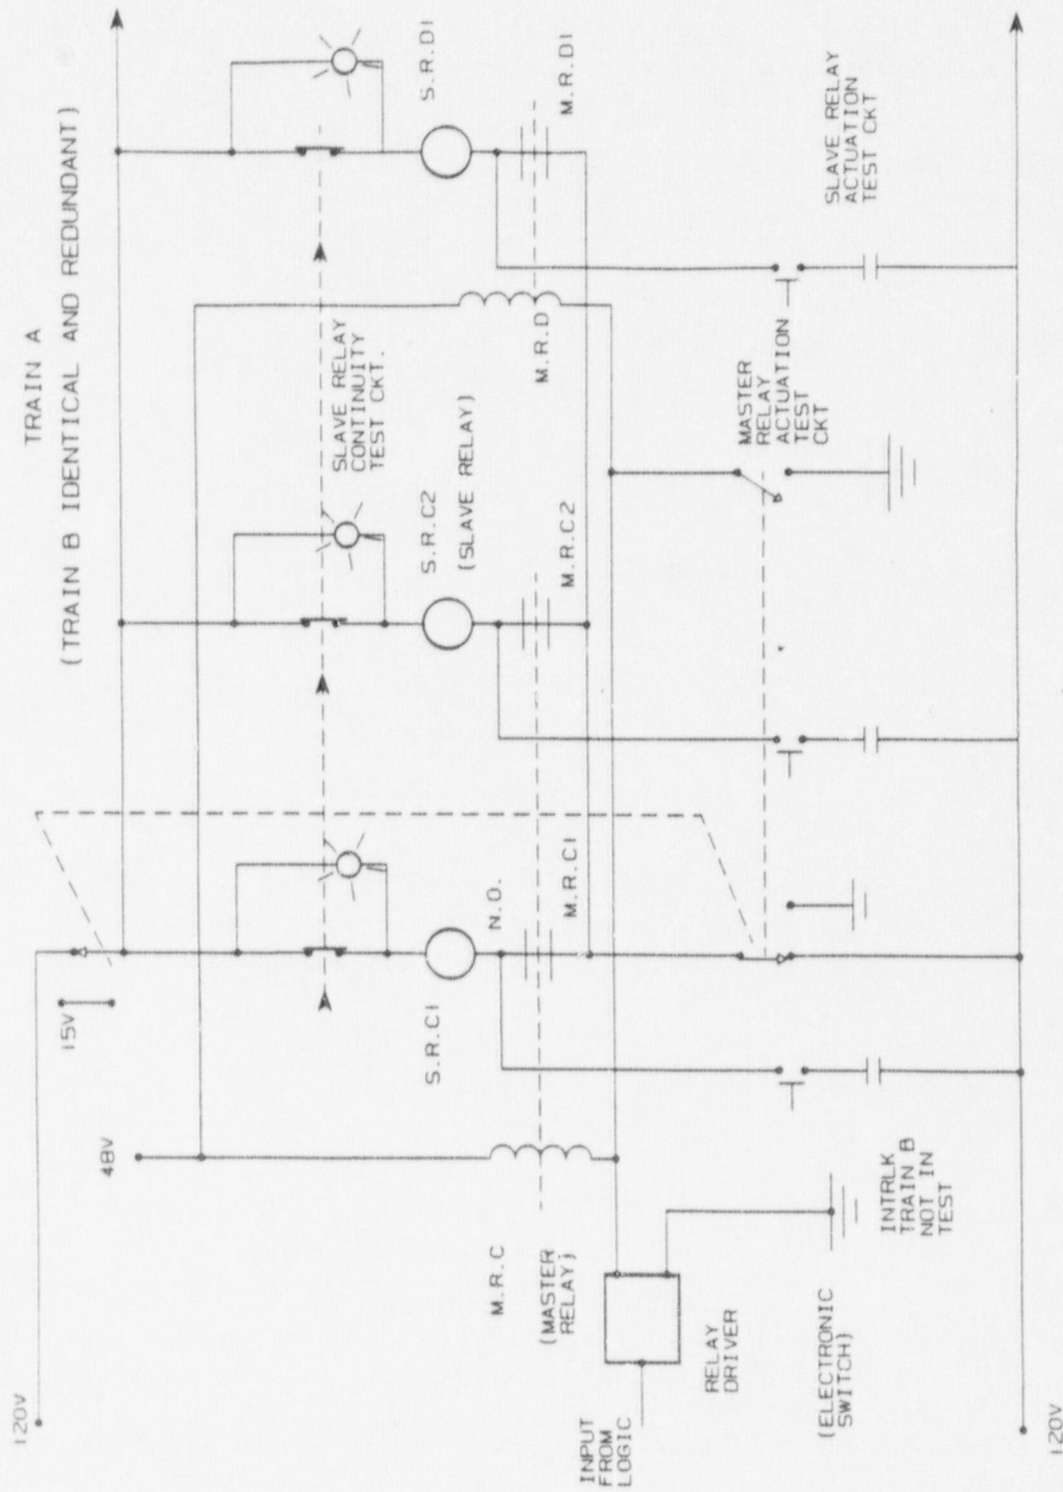 TRAIN A
(TRAIN B IDENTICAL AND REDUNDANT)
120V
48V
15V
SLAVE RELAY
CONTINUITY
TEST CKT.
S.R.C1
S.R.C2
(SLAVE RELAY)
S.R.D1
N.O.
M.R.C
(MASTER
RELAY)
M.R.C1
M.R.C2
M.R.D
M.R.D1
INPUT
FROM
LOGIC
RELAY
DRIVER
(ELECTRONIC
SWITCH)
INTRLK
TRAIN B
NOT IN
TEST
MASTER
RELAY
ACTUATION
TEST
CKT
SLAVE RELAY
ACTUATION
TEST CKT
120V